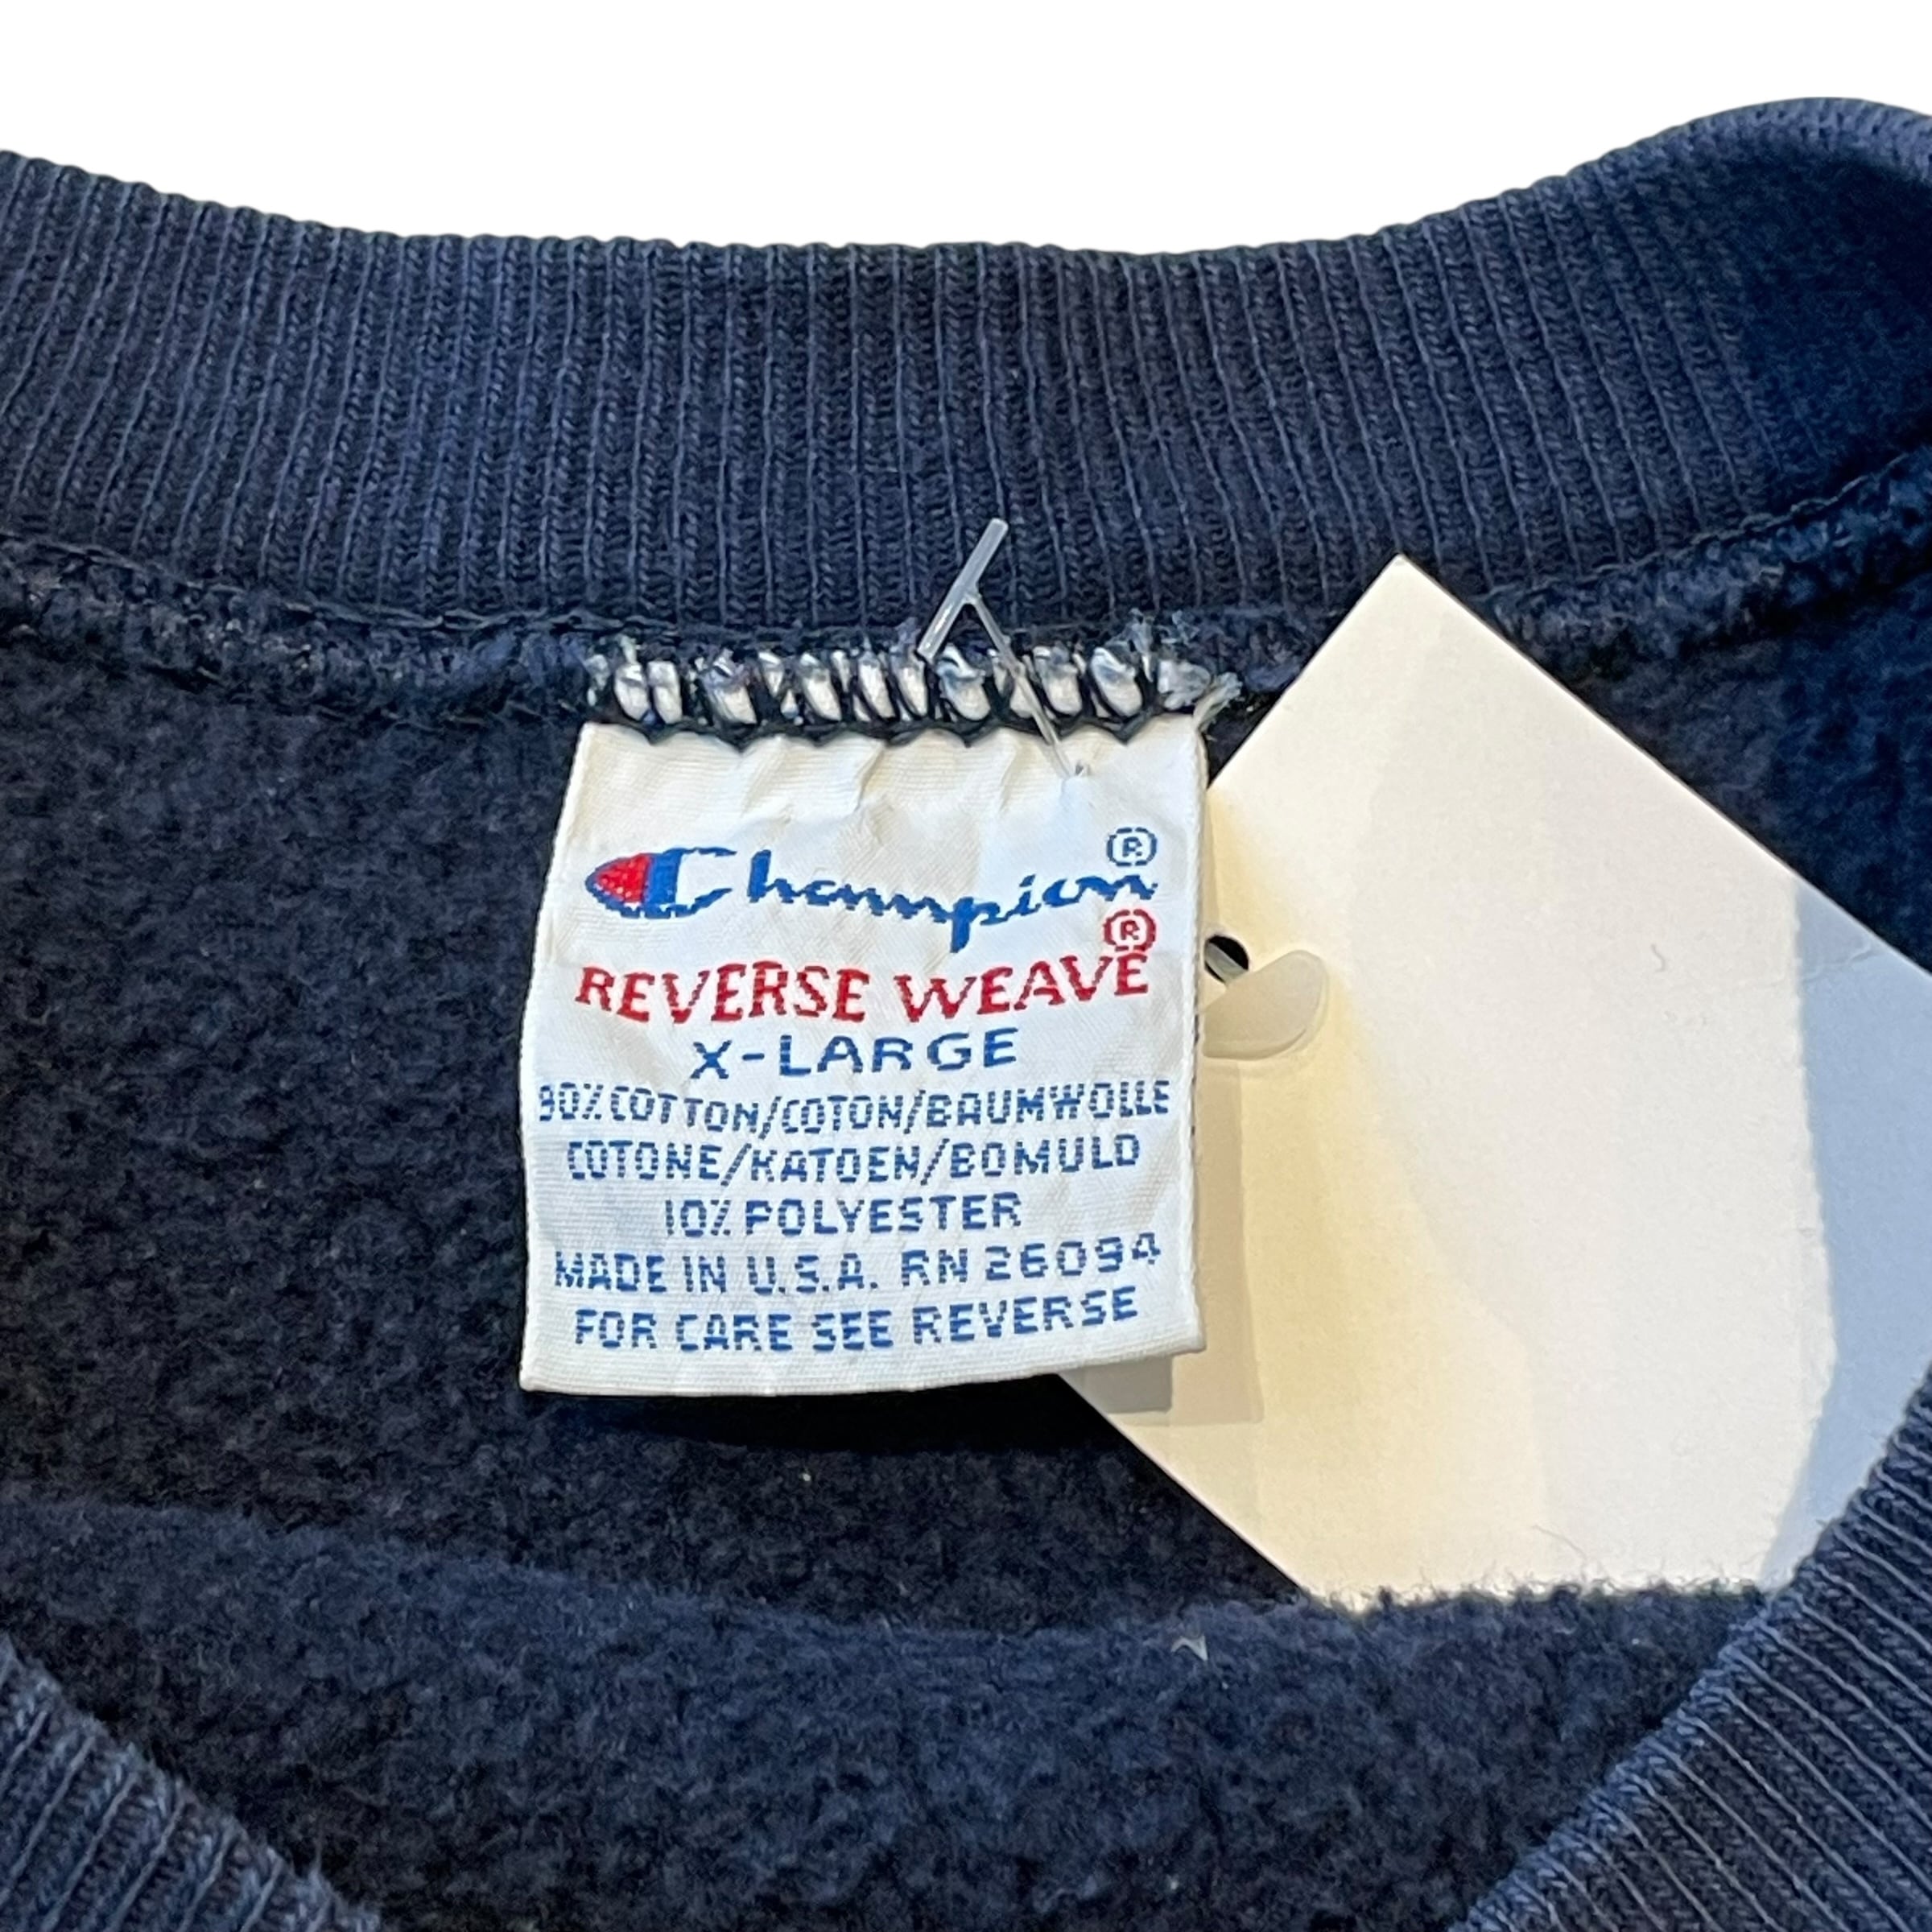 Champion®
REVERSE WEAVE®
X-LARGE
90% COTTON/COTON/BAUMWOLLE
COTONE/KATOEN/BOMULD
10% POLYESTER
MADE IN U.S.A. RN 26094
FOR CARE SEE REVERSE